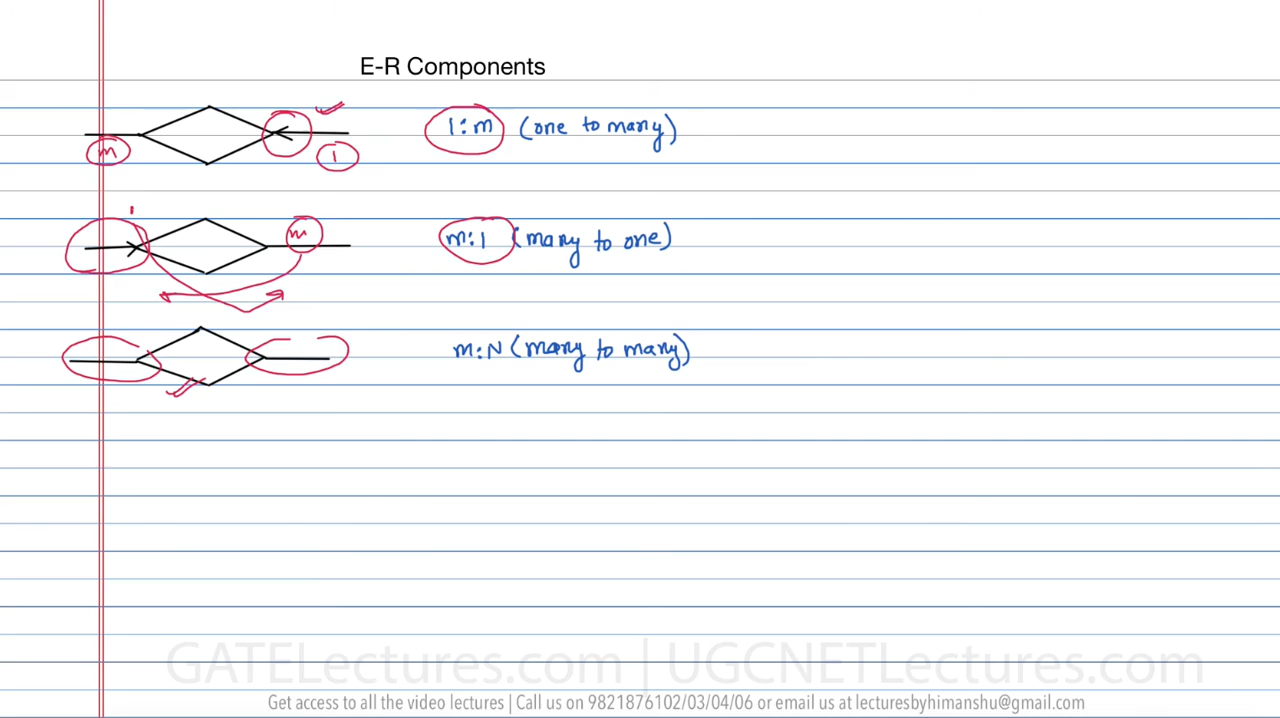 E-R Components
1:m (one to many)
m
1
1
m
m:1 (many to one)
m:N (many to many)
GATELectures.com | UGCNETLectures.com
Get access to all the video lectures | Call us on 9821876102/03/04/06 or email us at lecturesbyhimanshu@gmail.com